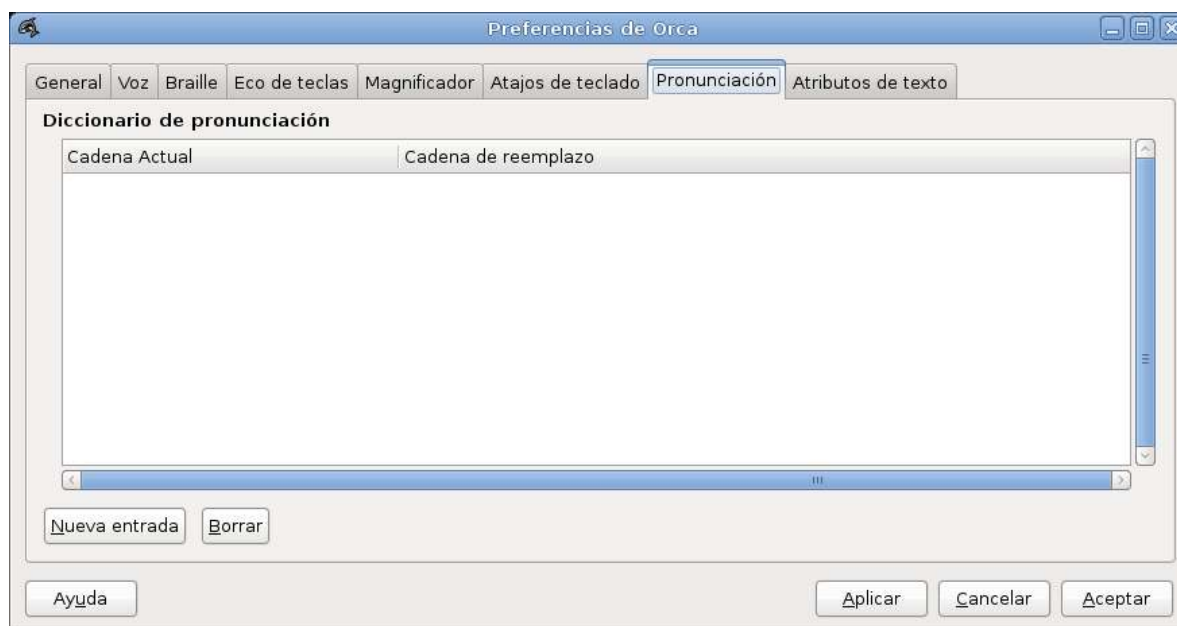 Preferencias de Orca
General Voz Braille Eco de teclas Magnificador Atajos de teclado Pronunciación Atributos de texto
Diccionario de pronunciación
Cadena Actual Cadena de reemplazo
Nueva entrada Borrar
Ayuda Aplicar Cancelar Aceptar